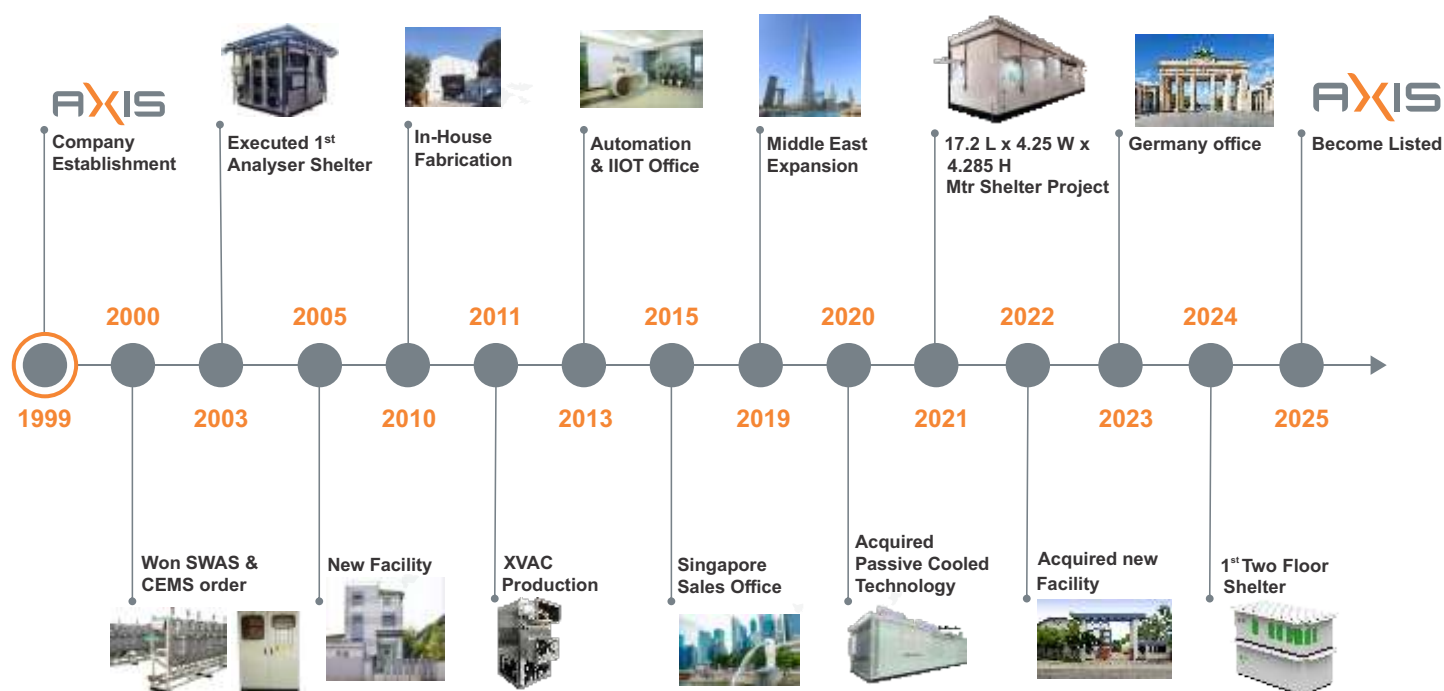 AXIS
Company
Establishment
Executed 1st
Analyser Shelter
In-House
Fabrication
Automation
& IIOT Office
Middle East
Expansion
17.2 L x 4.25 W x
4.285 H
Mtr Shelter Project
Germany office
AXIS
Become Listed
2000
2005
2011
2015
2020
2022
2024
1999
2003
2010
2013
2019
2021
2023
2025
Won SWAS &
CEMS order
New Facility
XVAC
Production
Singapore
Sales Office
Acquired
Passive Cooled
Technology
Acquired new
Facility
1st Two Floor
Shelter